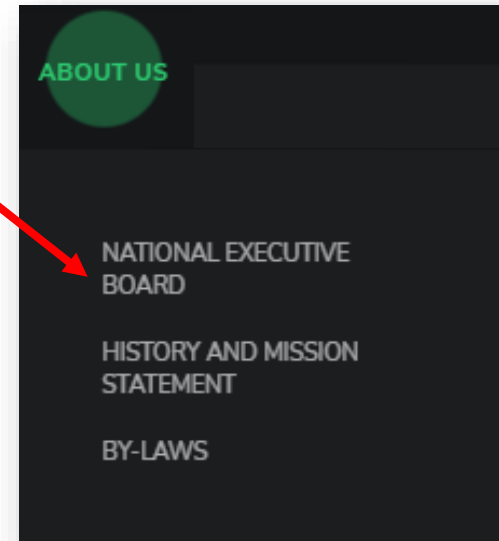 ABOUT US
NATIONAL EXECUTIVE
BOARD
HISTORY AND MISSION
STATEMENT
BY-LAWS